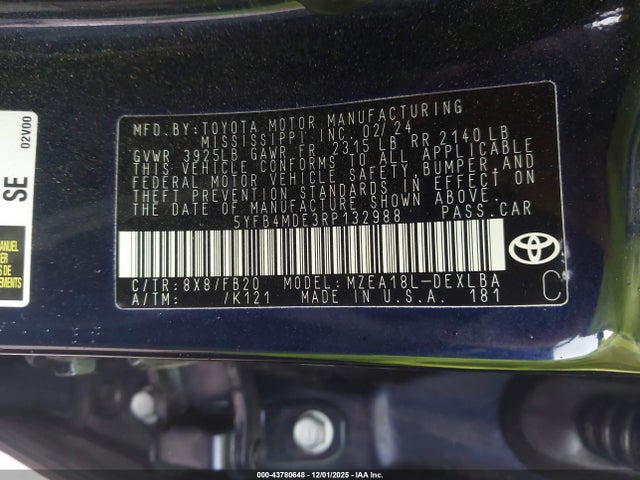 MFD. BY: TOYOTA MOTOR MANUFACTURING
MISSISSIPPI INC. 02/24
GVWR 3925LB GAWR FR 2315 LB RR 2140 LB
THIS VEHICLE CONFORMS TO ALL APPLICABLE
FEDERAL MOTOR VEHICLE SAFETY, BUMPER AND
THEFT PREVENTION STANDARDS IN EFFECT ON
THE DATE OF MANUFACTURE SHOWN ABOVE.
5YFB4MDE3RP132988 PASS.CAR
C/TR: 8X8/FB20 MODEL: MZEA18L-DEXLBA
A/TM: /K121 MADE IN U.S.A. 181
C
SE
02V00
000-43780648 - 12/01/2025 - IAA Inc.